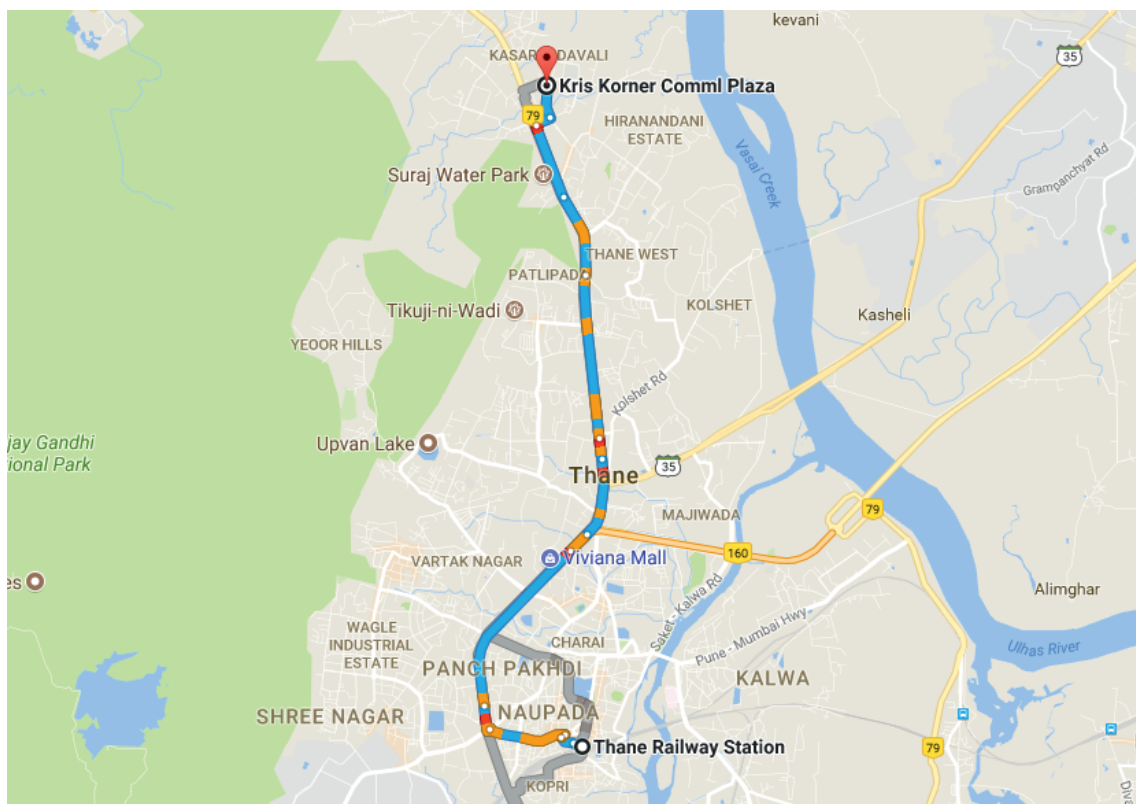 kevani
KASAR
DAVALI
35
Kris Korner Comml Plaza
79
HIRANANDANI
ESTATE
Vasai Creek
Grampanchyat Rd
Suraj Water Park
THANE WEST
PATLIPAD
KOLSHET
Tikuji-ni-Wadi
Kasheli
YEOOR HILLS
Kolshet Rd
jay Gandhi
ional Park
Upvan Lake
Thane
35
MAJIWADA
79
160
VARTAK NAGAR
Viviana Mall
es
Alimghar
Saket - Kalwa Rd
WAGLE
INDUSTRIAL
ESTATE
CHARAI
Pune - Mumbai Hwy
Ulhas River
PANCH PAKHDI
KALWA
SHREE NAGAR
NAUPADA
Thane Railway Station
79
KOPRI